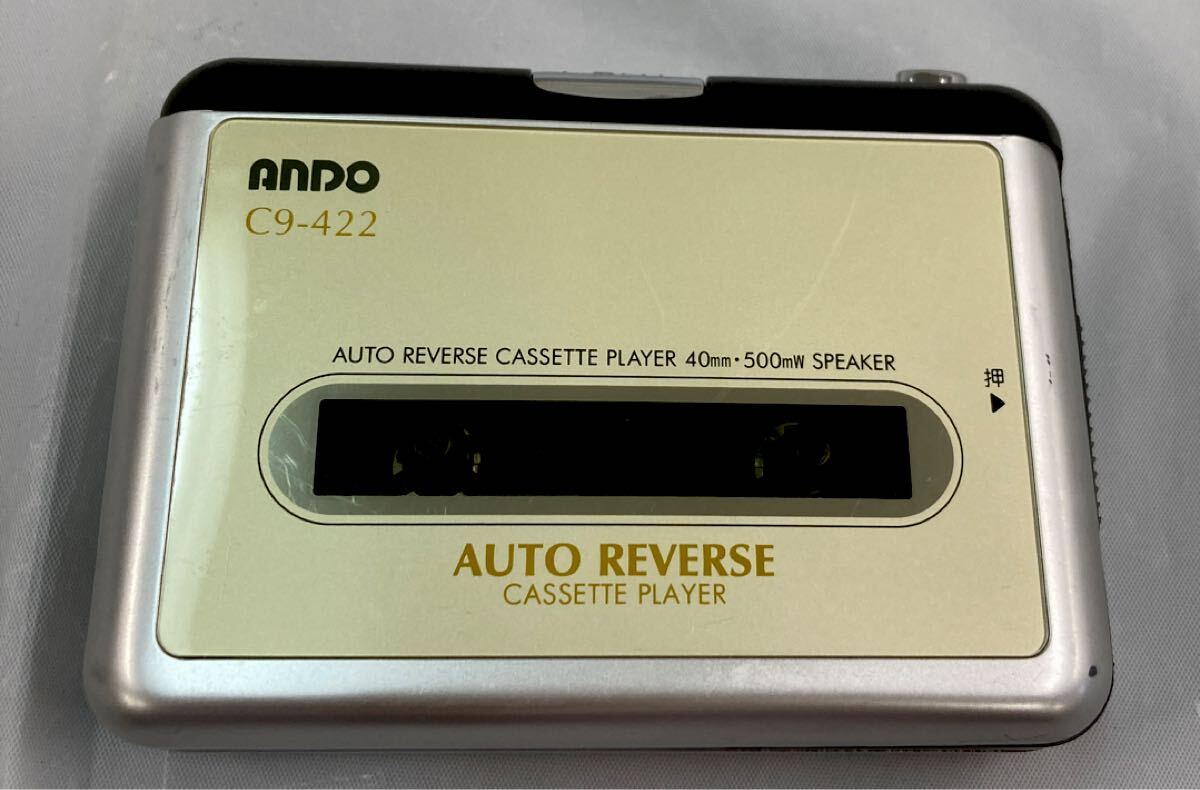 ANDO
C9-422
AUTO REVERSE CASSETTE PLAYER 40mm・500mW SPEAKER
押▶
AUTO REVERSE
CASSETTE PLAYER